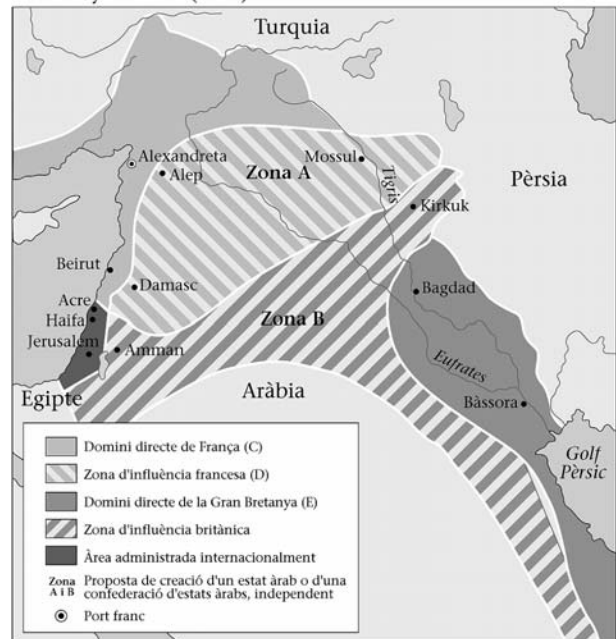 Turquia
Alexandreta
Alep
Zona A
Mossul
Tigris
Pèrsia
Kirkuk
Beirut
Damasc
Bagdad
Acre
Haifa
Zona B
Jerusalem
Amman
Eufrates
Egipte
Aràbia
Bàssora
Golf
Pèrsic
Domini directe de França (C)
Zona d'influència francesa (D)
Domini directe de la Gran Bretanya (E)
Zona d'influència britànica
Àrea administrada internacionalment
Zona A i B Proposta de creació d'un estat àrab o d'una
confederació d'estats àrabs, independent
Port franc